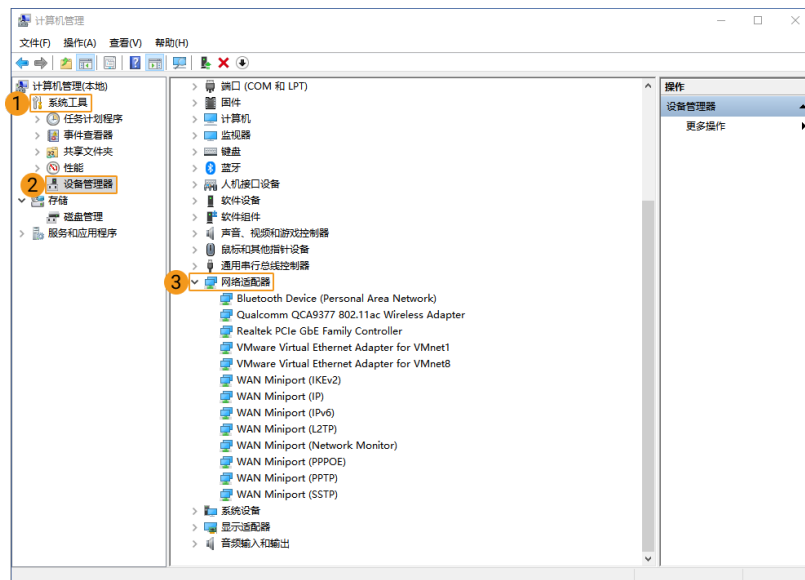 计算机管理
文件(F) 操作(A) 查看(V) 帮助(H)
计算机管理(本地)
1 系统工具
任务计划程序
事件查看器
共享文件夹
性能
2 设备管理器
存储
磁盘管理
服务和应用程序
端口 (COM 和 LPT)
固件
计算机
监视器
键盘
蓝牙
人机接口设备
软件设备
软件组件
声音、视频和游戏控制器
鼠标和其他指针设备
通用串行总线控制器
3 网络适配器
Bluetooth Device (Personal Area Network)
Qualcomm QCA9377 802.11ac Wireless Adapter
Realtek PCIe GbE Family Controller
VMware Virtual Ethernet Adapter for VMnet1
VMware Virtual Ethernet Adapter for VMnet8
WAN Miniport (IKEv2)
WAN Miniport (IP)
WAN Miniport (IPv6)
WAN Miniport (L2TP)
WAN Miniport (Network Monitor)
WAN Miniport (PPPOE)
WAN Miniport (PPTP)
WAN Miniport (SSTP)
系统设备
显示适配器
音频输入和输出
操作
设备管理器
更多操作